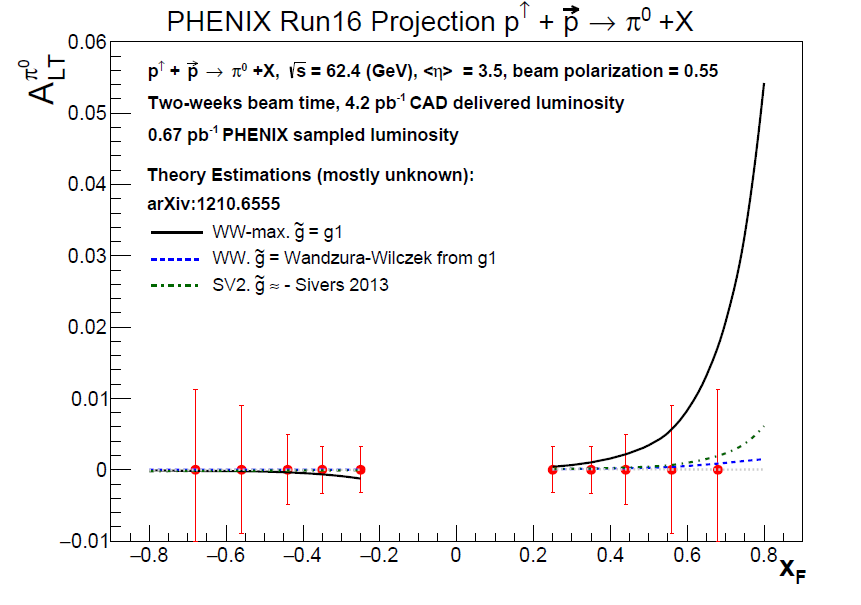 PHENIX Run16 Projection p↑ + p⃗ → π⁰ +X
A_LT^π⁰
0.06
p↑ + p⃗ → π⁰ +X, √s = 62.4 (GeV), <η> = 3.5, beam polarization = 0.55
Two-weeks beam time, 4.2 pb⁻¹ CAD delivered luminosity
0.05
0.67 pb⁻¹ PHENIX sampled luminosity
Theory Estimations (mostly unknown):
0.04
arXiv:1210.6555
WW-max. g̃ = g1
0.03
WW. g̃ = Wandzura-Wilczek from g1
SV2. g̃ ≈ - Sivers 2013
0.02
0.01
0
−0.01
−0.8 −0.6 −0.4 −0.2 0 0.2 0.4 0.6 0.8
x_F